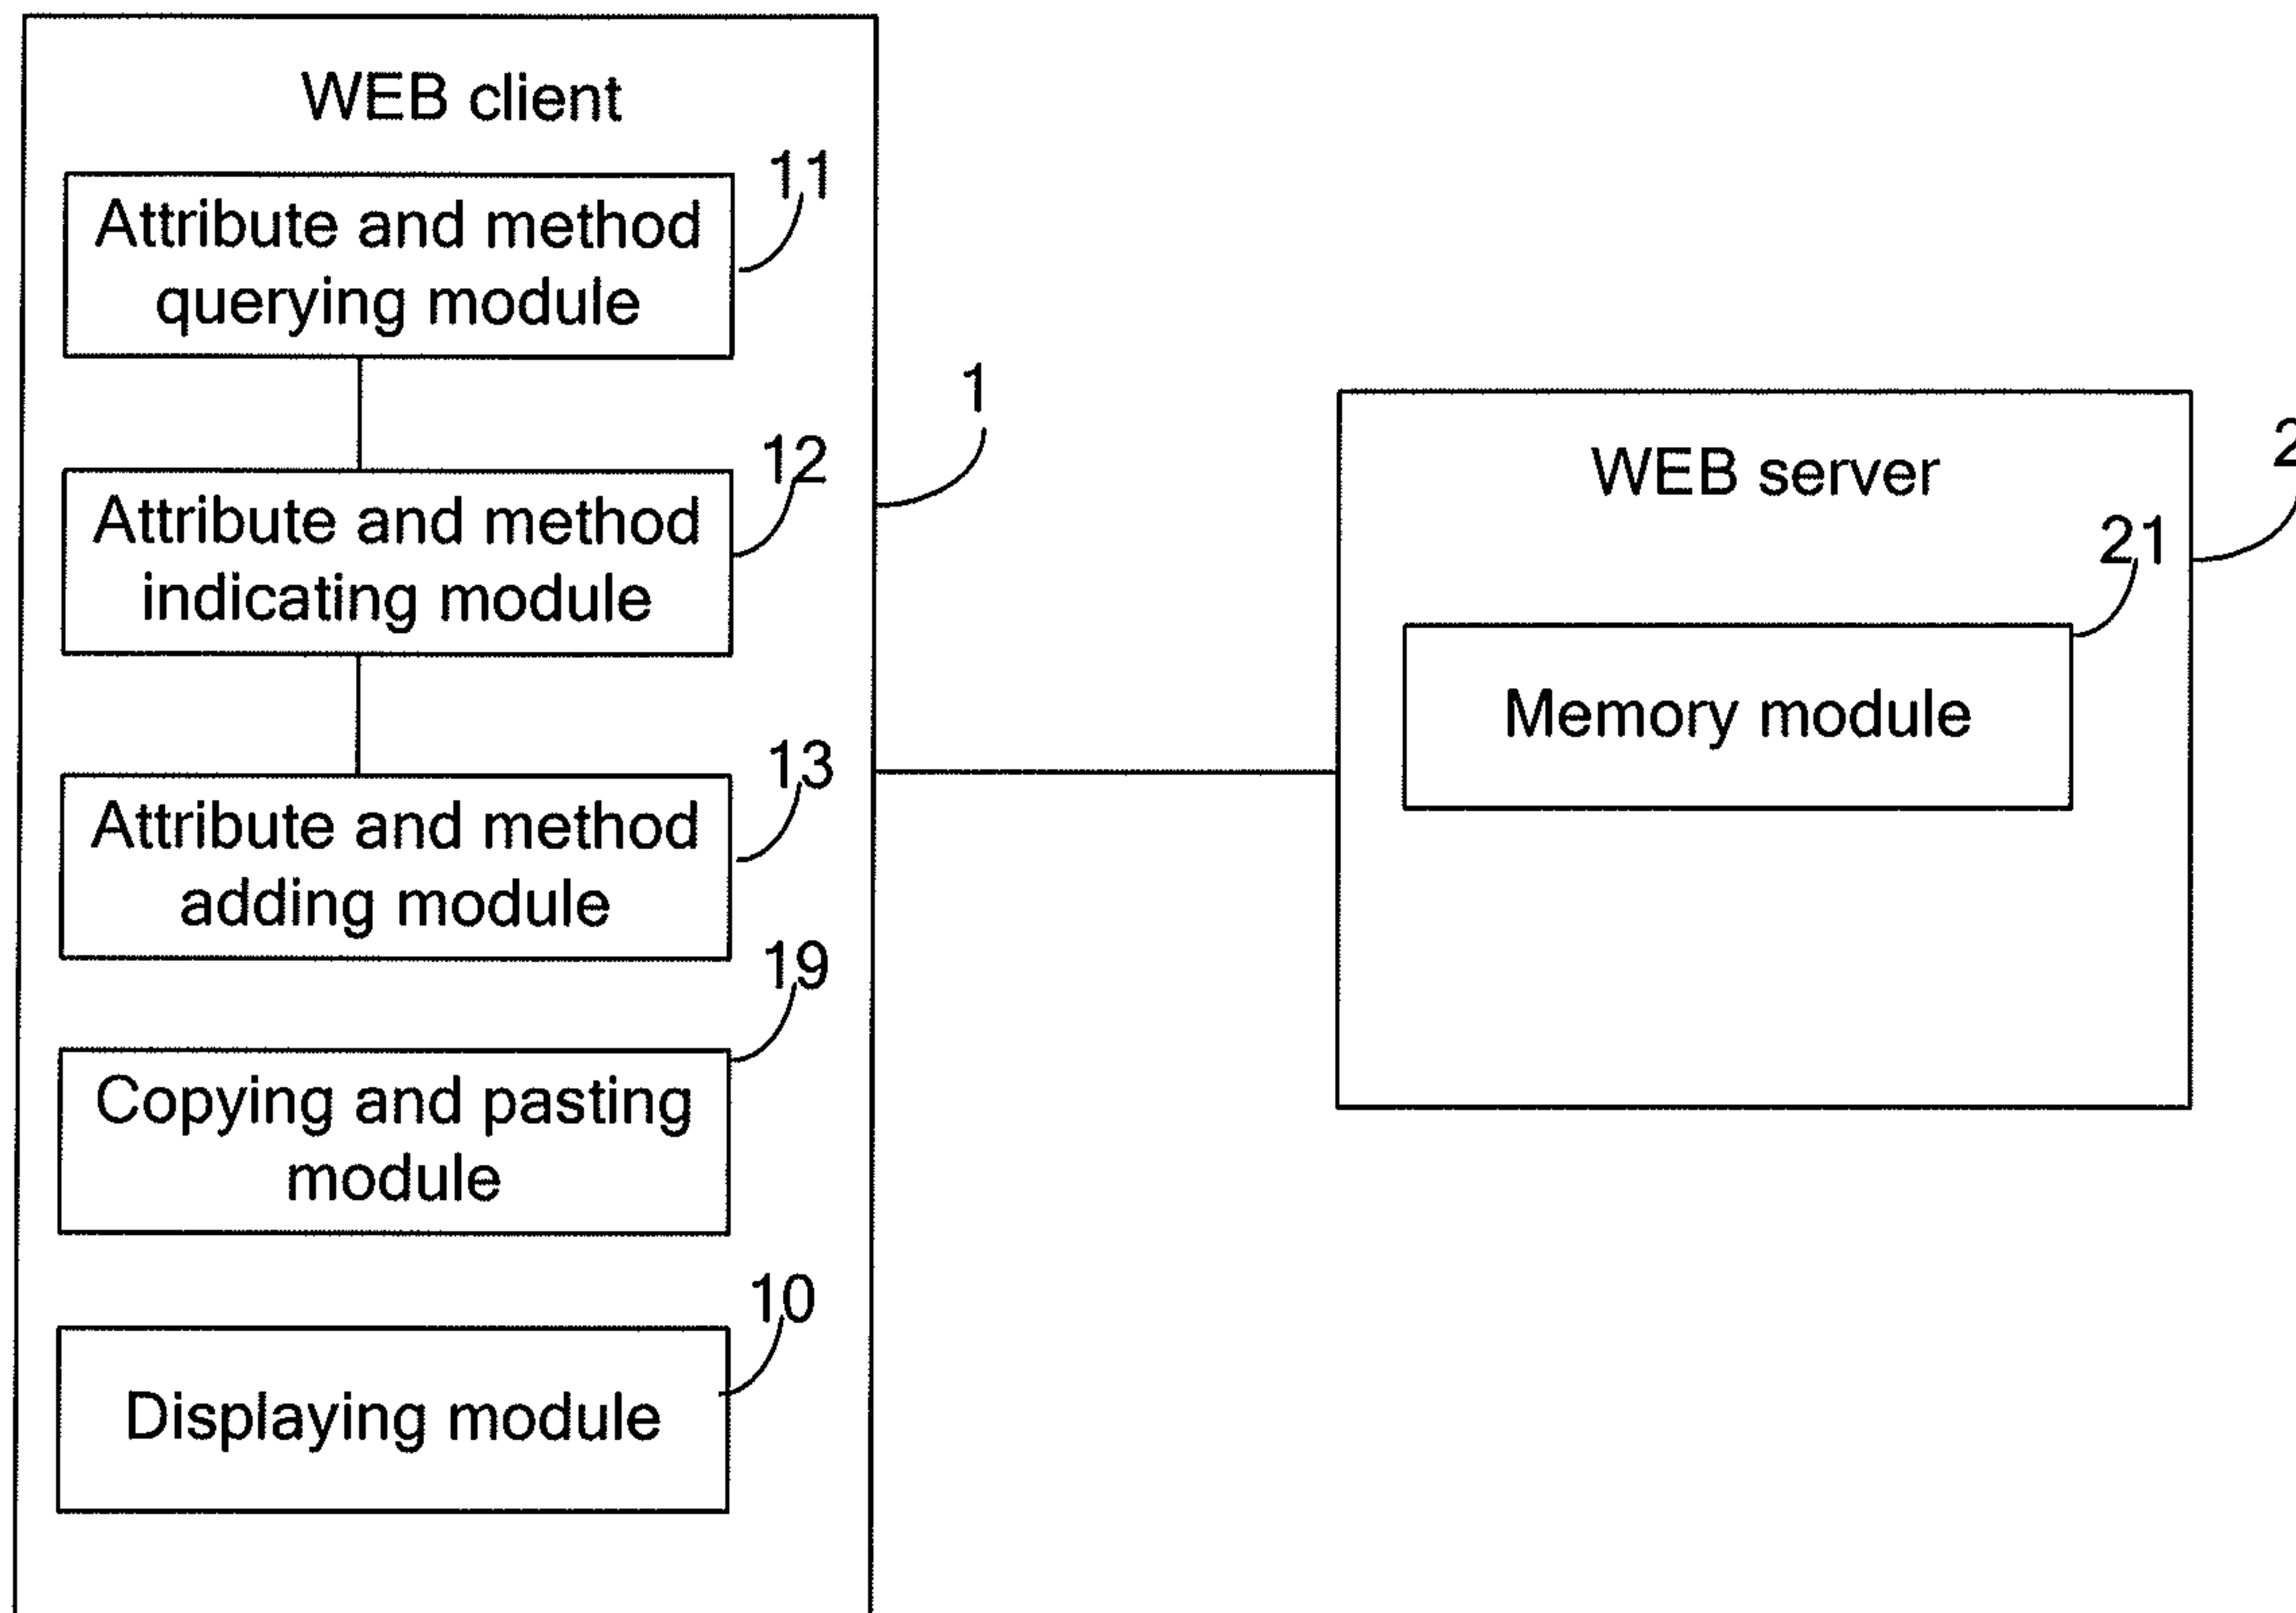 WEB client
11
Attribute and method
querying module
12
Attribute and method
indicating module
13
Attribute and method
adding module
19
Copying and pasting
module
10
Displaying module
1
WEB server
2
21
Memory module